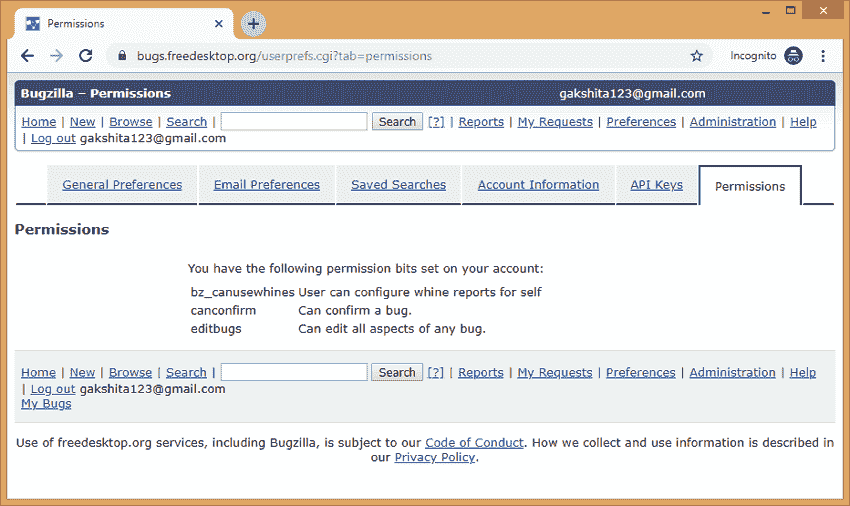 Permissions
bugs.freedesktop.org/userprefs.cgi?tab=permissions
Incognito
Bugzilla – Permissions
gakshita123@gmail.com
Home | New | Browse | Search | Search [?] | Reports | My Requests | Preferences | Administration | Help
| Log out gakshita123@gmail.com
General Preferences
Email Preferences
Saved Searches
Account Information
API Keys
Permissions
Permissions
You have the following permission bits set on your account:
bz_canusewhines User can configure whine reports for self
canconfirm Can confirm a bug.
editbugs Can edit all aspects of any bug.
Home | New | Browse | Search | Search [?] | Reports | My Requests | Preferences | Administration | Help
| Log out gakshita123@gmail.com
My Bugs
Use of freedesktop.org services, including Bugzilla, is subject to our Code of Conduct. How we collect and use information is described in
our Privacy Policy.